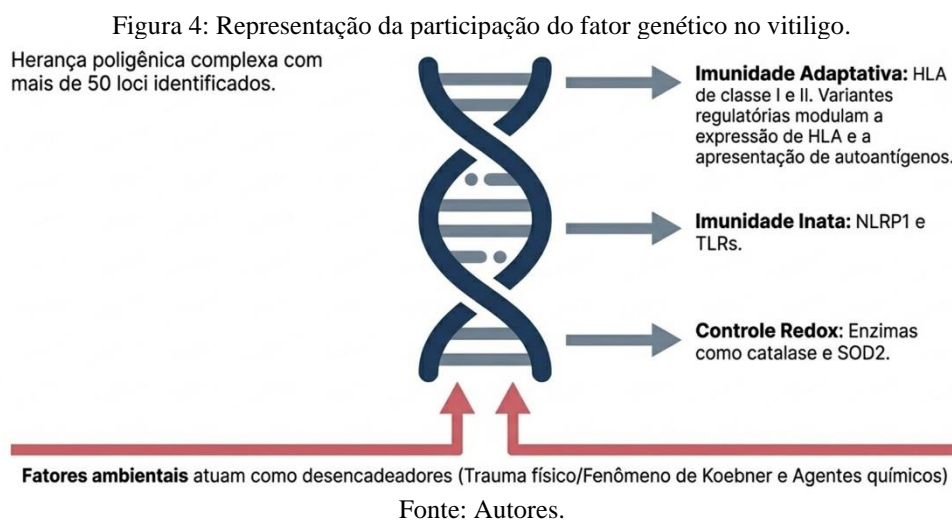 Figura 4: Representação da participação do fator genético no vitiligo.
Herança poligênica complexa com
mais de 50 loci identificados.
Imunidade Adaptativa: HLA
de classe I e II. Variantes
regulatórias modulam a
expressão de HLA e a
apresentação de autoantígenos.
Imunidade Inata: NLRP1 e
TLRs.
Controle Redox: Enzimas
como catalase e SOD2.
Fatores ambientais atuam como desencadeadores (Trauma físico/Fenômeno de Koebner e Agentes químicos)
Fonte: Autores.